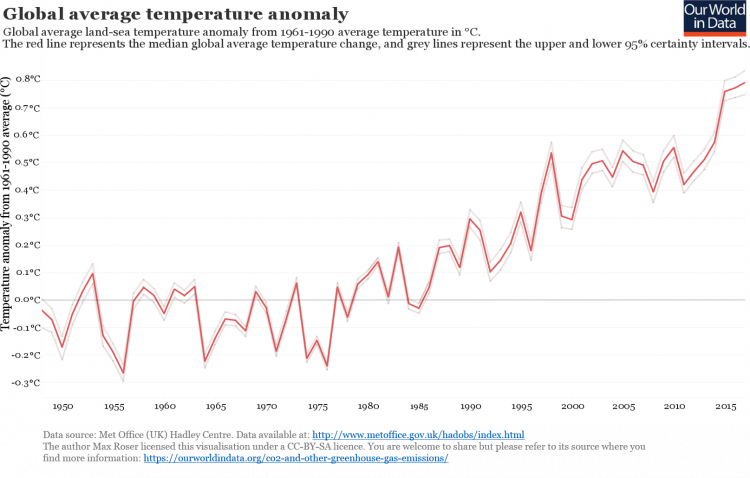 Global average temperature anomaly
Our World
in Data
Global average land-sea temperature anomaly from 1961-1990 average temperature in °C.
The red line represents the median global average temperature change, and grey lines represent the upper and lower 95% certainty intervals.
Temperature anomaly from 1961-1990 average (°C)
0.8°C
0.7°C
0.6°C
0.5°C
0.4°C
0.3°C
0.2°C
0.1°C
0.0°C
-0.1°C
-0.2°C
-0.3°C
1950 1955 1960 1965 1970 1975 1980 1985 1990 1995 2000 2005 2010 2015
Data source: Met Office (UK) Hadley Centre. Data available at: http://www.metoffice.gov.uk/hadobs/index.html
The author Max Roser licensed this visualisation under a CC-BY-SA licence. You are welcome to share but please refer to its source where you
find more information: https://ourworldindata.org/co2-and-other-greenhouse-gas-emissions/